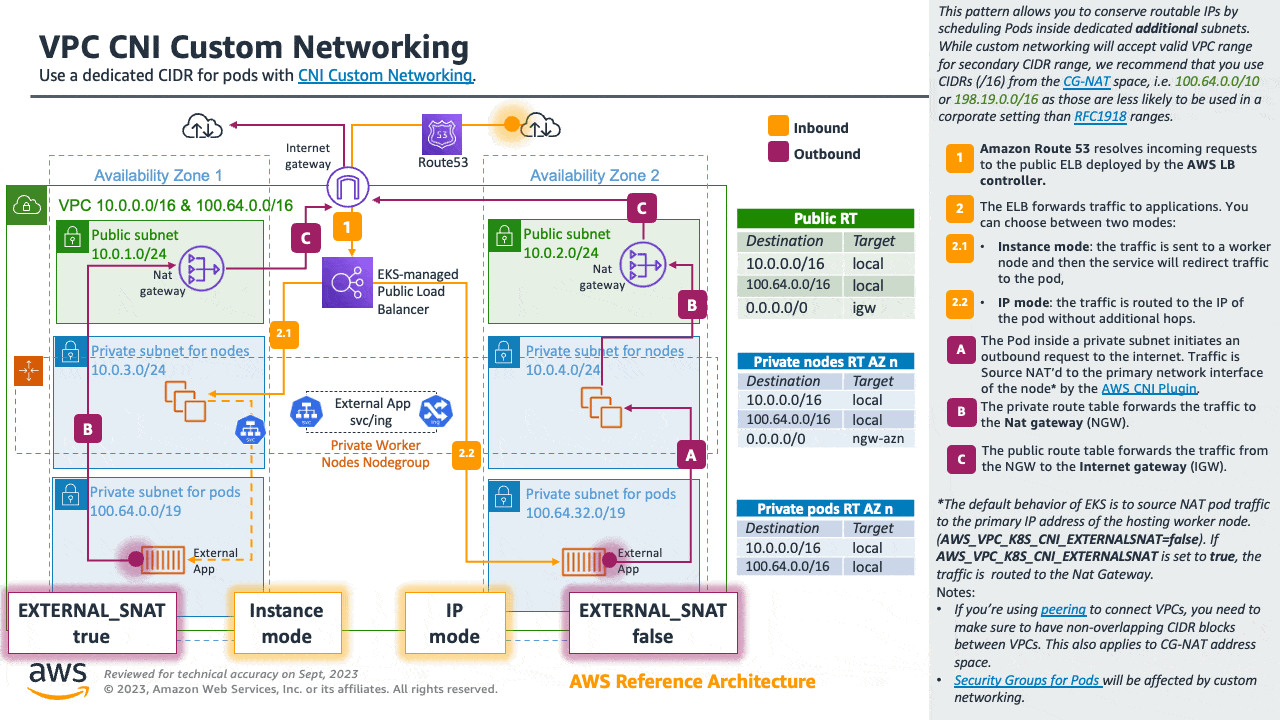 VPC CNI Custom Networking
Use a dedicated CIDR for pods with CNI Custom Networking.
Internet
gateway
53
Route53
Inbound
Outbound
Availability Zone 1
Availability Zone 2
VPC 10.0.0.0/16 & 100.64.0.0/16
Public subnet
10.0.1.0/24
Nat
gateway
C
1
EKS-managed
Public Load
Balancer
Public subnet
10.0.2.0/24
Nat
gateway
C
B
2.1
Private subnet for nodes
10.0.3.0/24
svc
B
svc
External App
svc/ing
ing
Private Worker
Nodes Nodegroup
2.2
Private subnet for nodes
10.0.4.0/24
A
Private subnet for pods
100.64.0.0/19
External
App
Private subnet for pods
100.64.32.0/19
External
App
EXTERNAL_SNAT
true
Instance
mode
IP
mode
EXTERNAL_SNAT
false
Public RT
Destination Target
10.0.0.0/16 local
100.64.0.0/16 local
0.0.0.0/0 igw
Private nodes RT AZ n
Destination Target
10.0.0.0/16 local
100.64.0.0/16 local
0.0.0.0/0 ngw-azn
Private pods RT AZ n
Destination Target
10.0.0.0/16 local
100.64.0.0/16 local
aws
Reviewed for technical accuracy on Sept, 2023
© 2023, Amazon Web Services, Inc. or its affiliates. All rights reserved.
AWS Reference Architecture
This pattern allows you to conserve routable IPs by
scheduling Pods inside dedicated additional subnets.
While custom networking will accept valid VPC range
for secondary CIDR range, we recommend that you use
CIDRs (/16) from the CG-NAT space, i.e. 100.64.0.0/10
or 198.19.0.0/16 as those are less likely to be used in a
corporate setting than RFC1918 ranges.
1
Amazon Route 53 resolves incoming requests
to the public ELB deployed by the AWS LB
controller.
2
The ELB forwards traffic to applications. You
can choose between two modes:
2.1
• Instance mode: the traffic is sent to a worker
node and then the service will redirect traffic
to the pod,
2.2
• IP mode: the traffic is routed to the IP of
the pod without additional hops.
A
The Pod inside a private subnet initiates an
outbound request to the internet. Traffic is
Source NAT'd to the primary network interface
of the node* by the AWS CNI Plugin.
B
The private route table forwards the traffic to
the Nat gateway (NGW).
C
The public route table forwards the traffic from
the NGW to the Internet gateway (IGW).
*The default behavior of EKS is to source NAT pod traffic
to the primary IP address of the hosting worker node.
(AWS_VPC_K8S_CNI_EXTERNALSNAT=false). If
AWS_VPC_K8S_CNI_EXTERNALSNAT is set to true, the
traffic is routed to the Nat Gateway.
Notes:
• If you're using peering to connect VPCs, you need to
make sure to have non-overlapping CIDR blocks
between VPCs. This also applies to CG-NAT address
space.
• Security Groups for Pods will be affected by custom
networking.